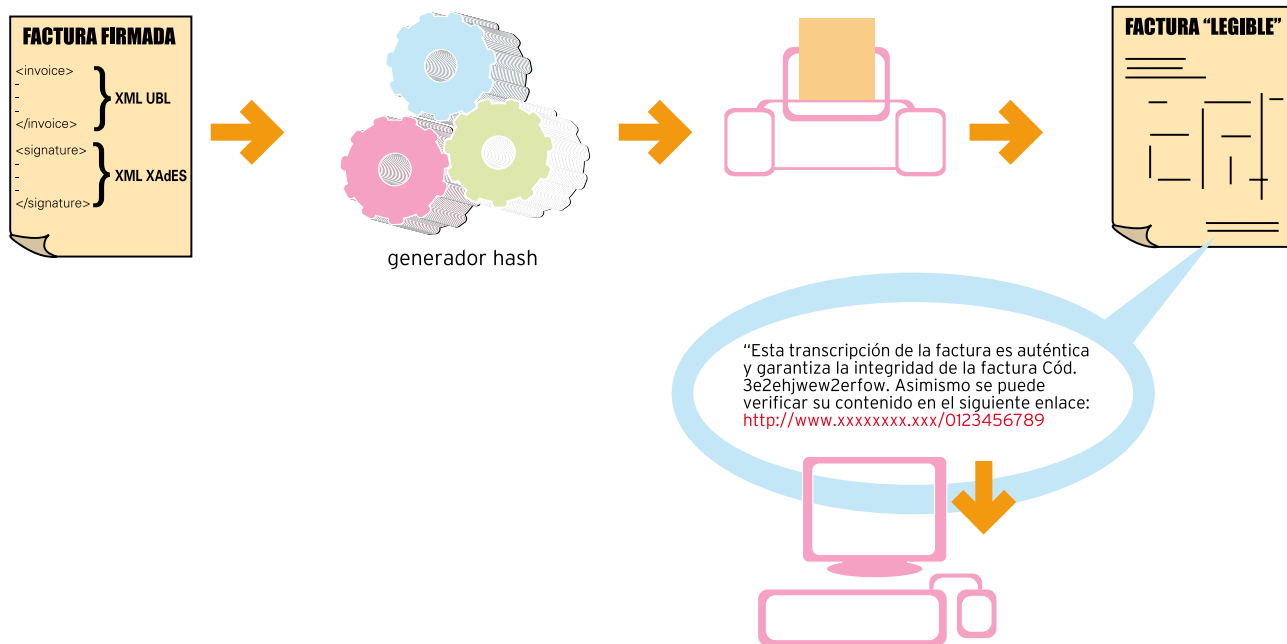 FACTURA FIRMADA
<invoice>
-
-
-
</invoice>
XML UBL
<signature>
-
-
-
</signature>
XML XAdES
generador hash
FACTURA “LEGIBLE”
“Esta transcripción de la factura es auténtica
y garantiza la integridad de la factura Cód.
3e2ehjwew2erfow. Asimismo se puede
verificar su contenido en el siguiente enlace:
http://www.xxxxxxxx.xxx/0123456789